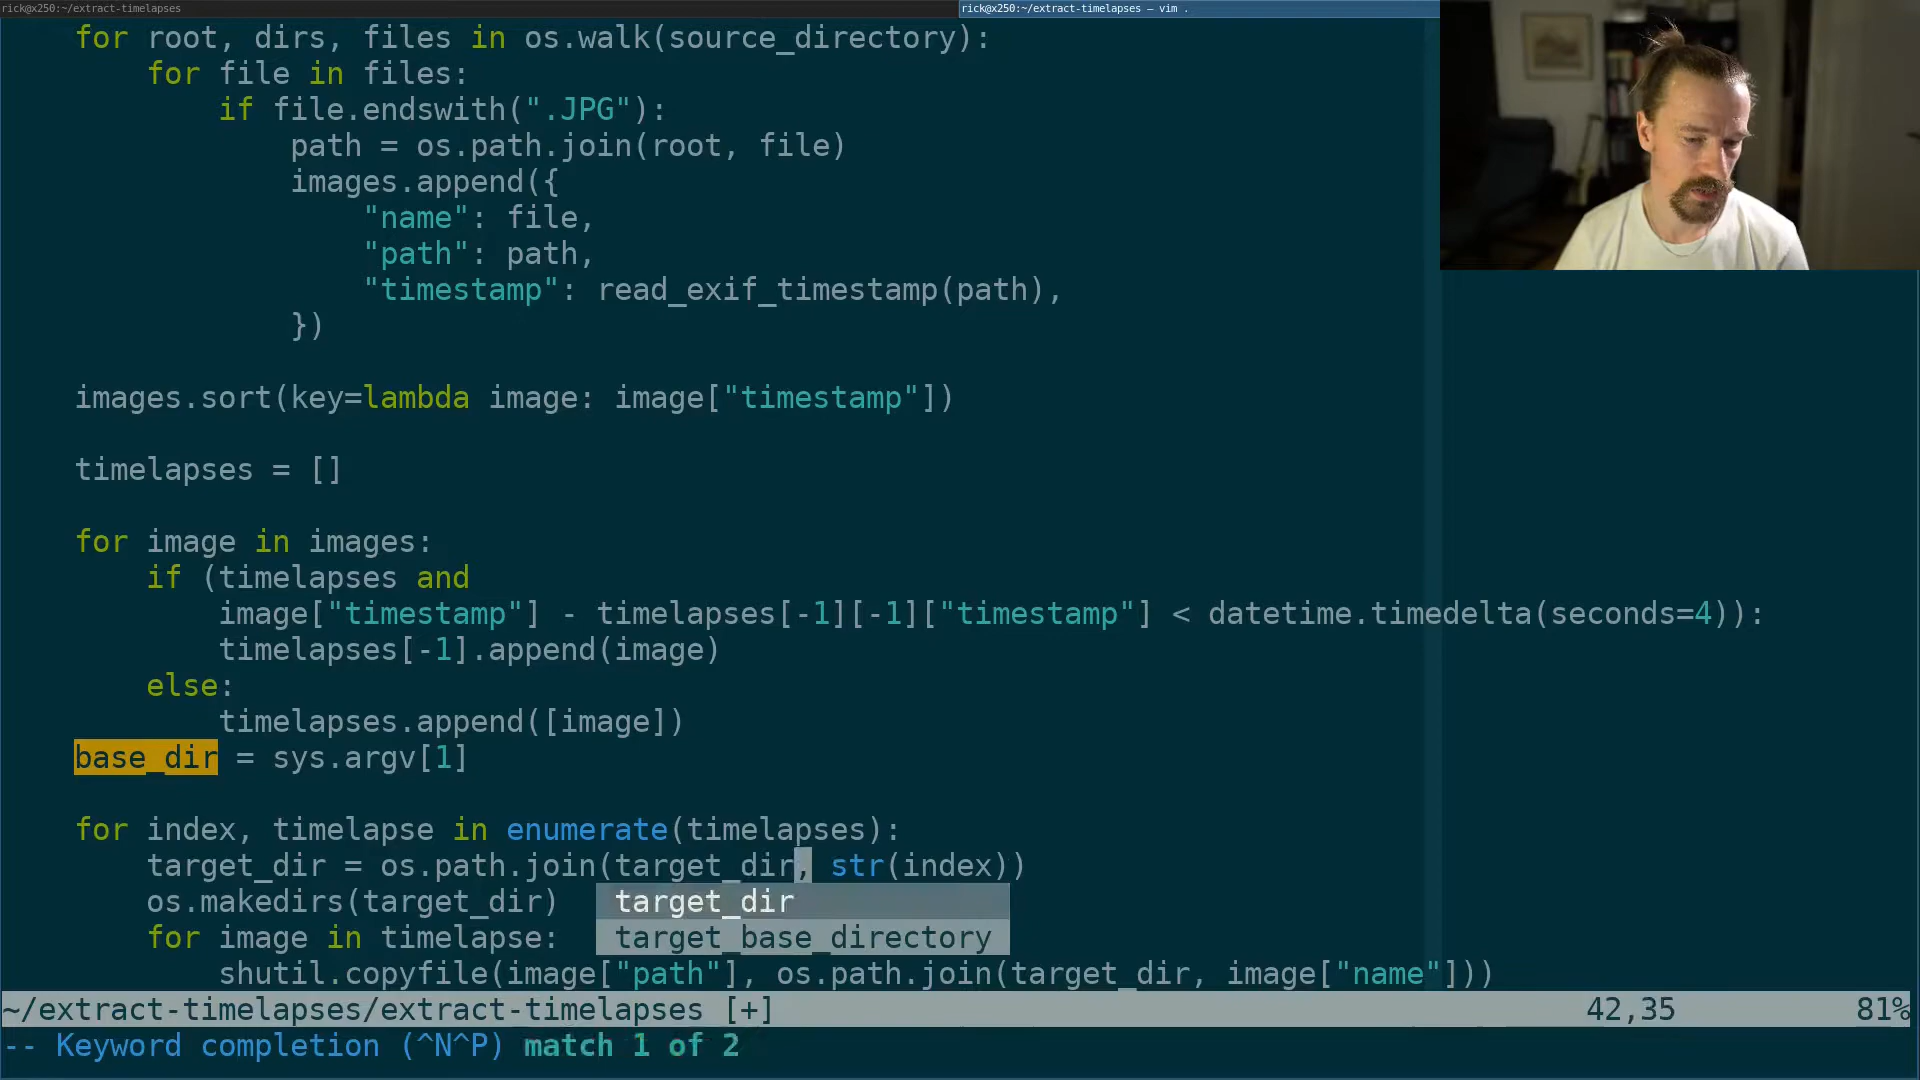 rick@x250:~/extract-timelapses
rick@x250:~/extract-timelapses — vim .
for root, dirs, files in os.walk(source_directory):
for file in files:
if file.endswith(".JPG"):
path = os.path.join(root, file)
images.append({
"name": file,
"path": path,
"timestamp": read_exif_timestamp(path),
})
images.sort(key=lambda image: image["timestamp"])
timelapses = []
for image in images:
if (timelapses and
image["timestamp"] - timelapses[-1][-1]["timestamp"] < datetime.timedelta(seconds=4)):
timelapses[-1].append(image)
else:
timelapses.append([image])
base_dir = sys.argv[1]
for index, timelapse in enumerate(timelapses):
target_dir = os.path.join(target_dir, str(index))
os.makedirs(target_dir)
target_dir
for image in timelapse:
target_base_directory
shutil.copyfile(image["path"], os.path.join(target_dir, image["name"]))
~/extract-timelapses/extract-timelapses [+] 42,35 81%
-- Keyword completion (^N^P) match 1 of 2